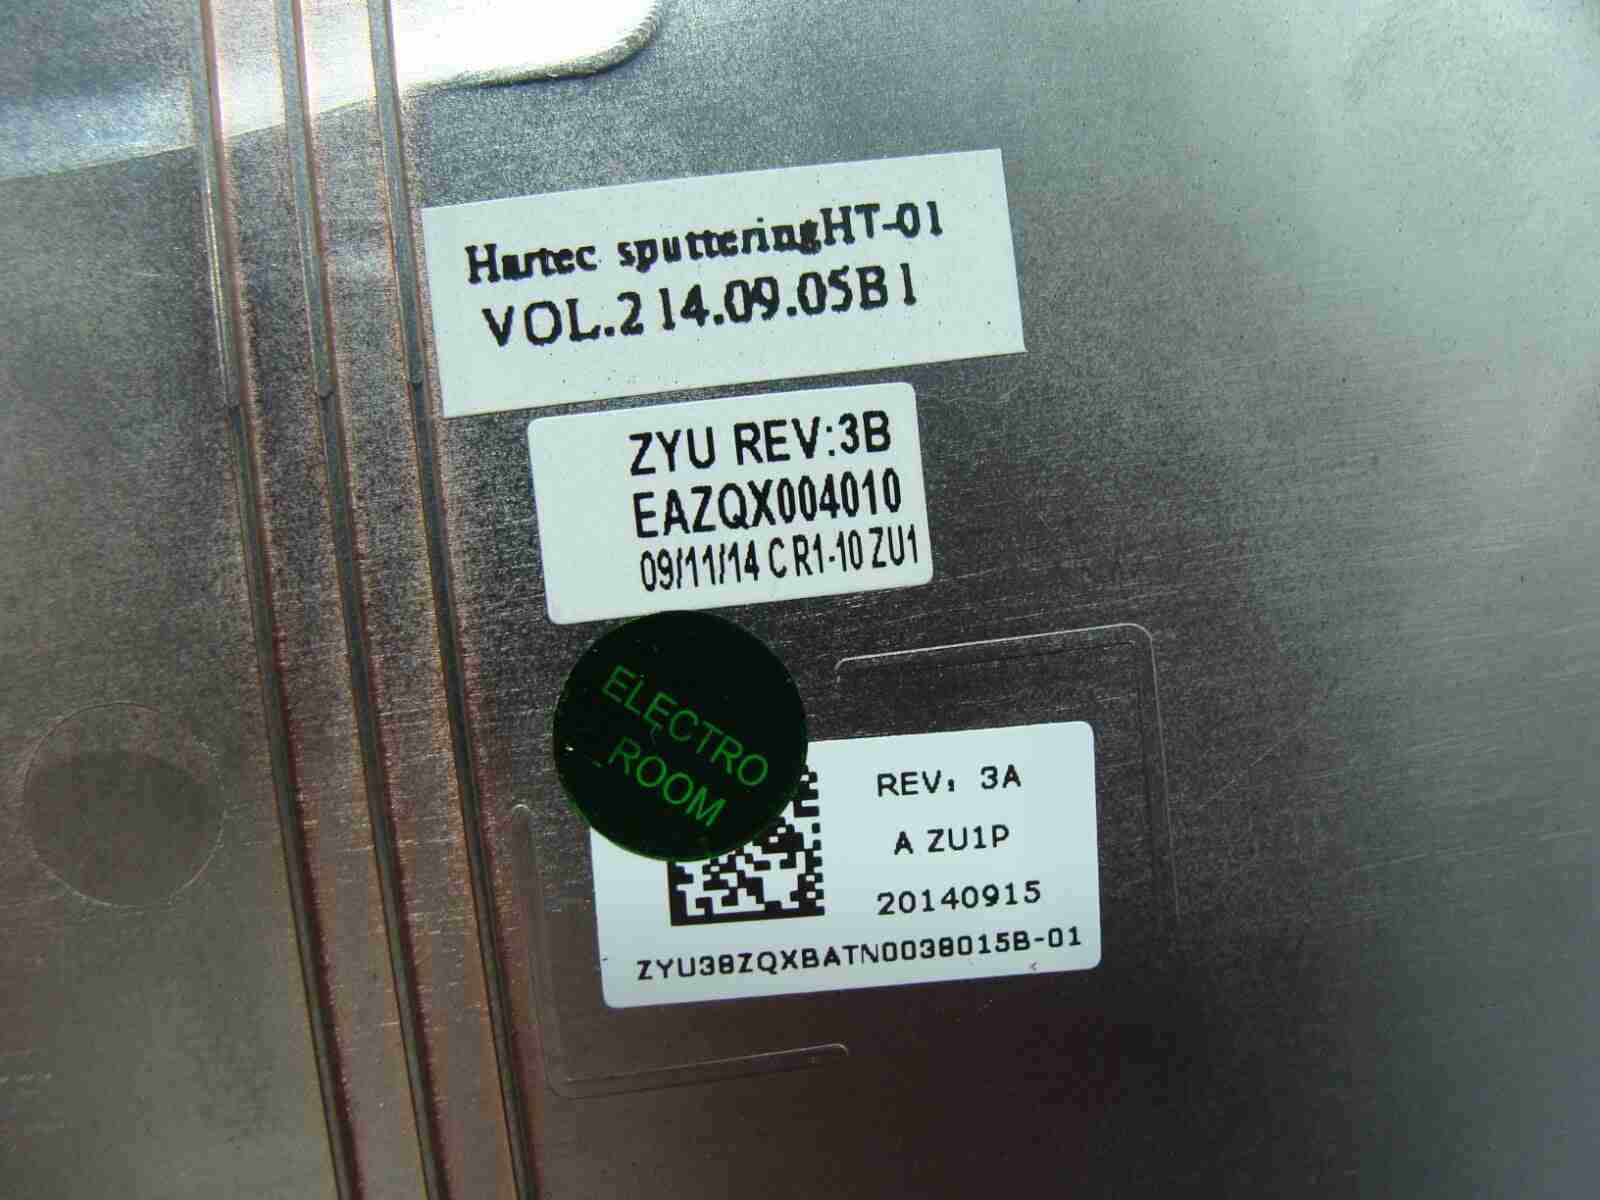 Hartec sputteringHT-01
VOL.2 14.09.05B1
ZYU REV:3B
EAZQX004010
09/11/14 C R1-10 ZU1
ELECTRO
ROOM
REV: 3A
A ZU1P
20140915
ZYU38ZQXBATN0038015B-01